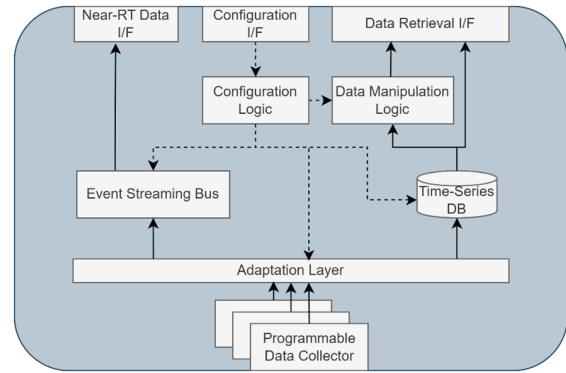 Near-RT Data
I/F
Configuration
I/F
Data Retrieval I/F
Configuration
Logic
Data Manipulation
Logic
Event Streaming Bus
Time-Series
DB
Adaptation Layer
Programmable
Data Collector